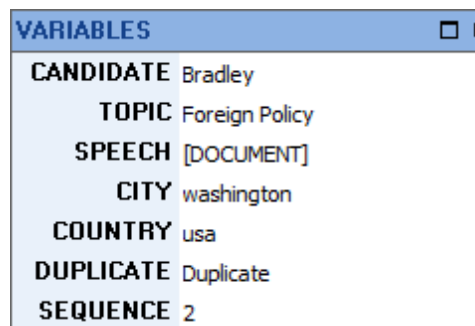 VARIABLES
CANDIDATE Bradley
TOPIC Foreign Policy
SPEECH [DOCUMENT]
CITY washington
COUNTRY usa
DUPLICATE Duplicate
SEQUENCE 2